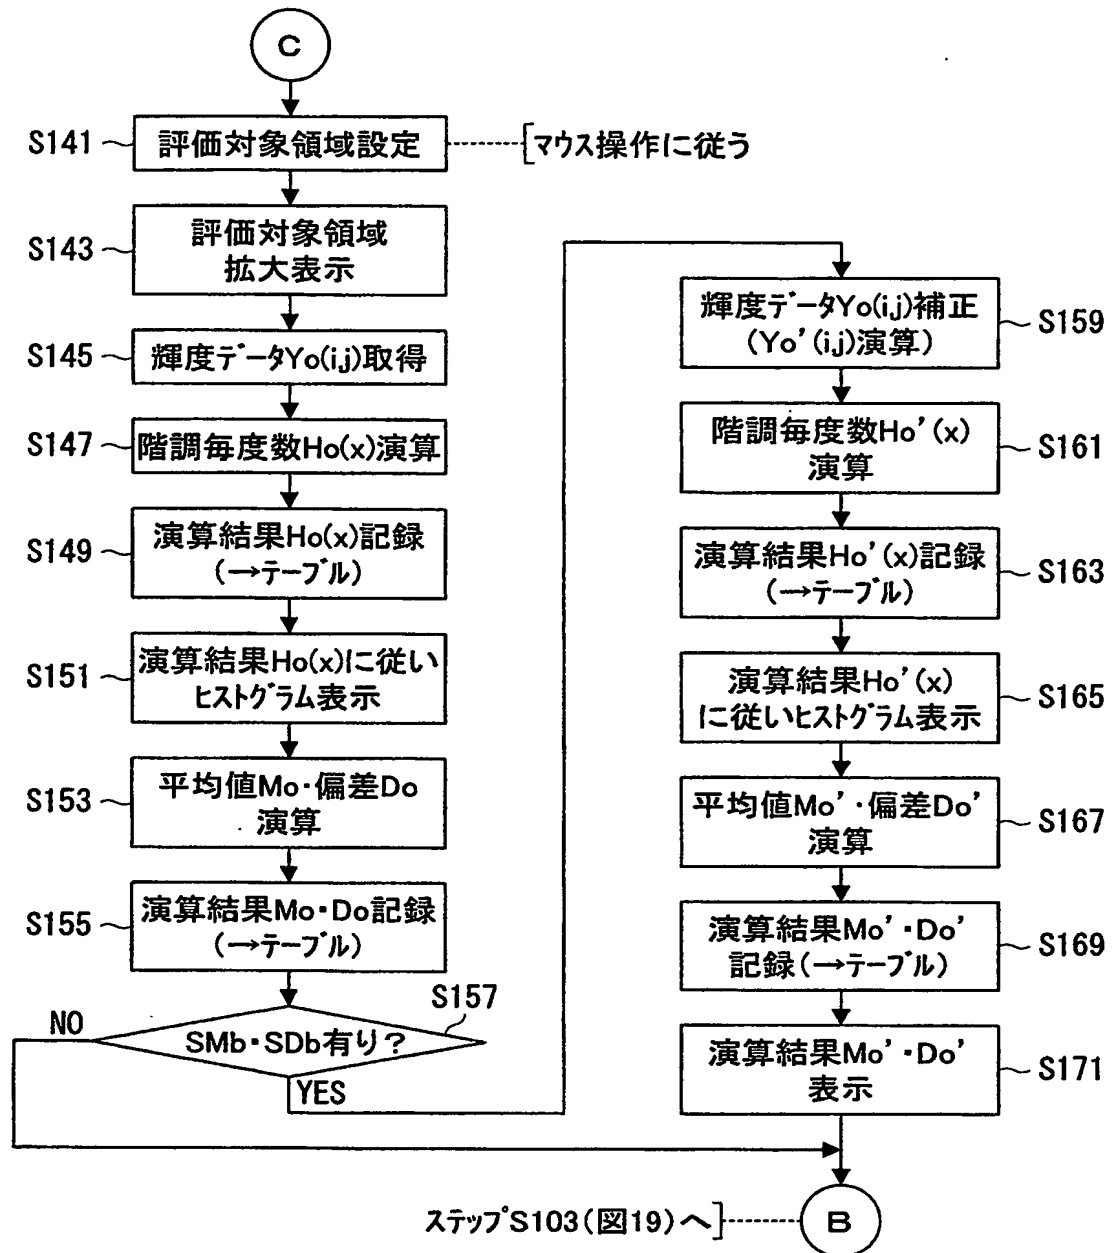 C
S141
評価対象領域設定
マウス操作に従う
S143
評価対象領域
拡大表示
S145
輝度データYo(i,j)取得
S147
階調毎度数Ho(x)演算
S149
演算結果Ho(x)記録
(→テーブル)
S151
演算結果Ho(x)に従い
ヒストグラム表示
S153
平均値Mo・偏差Do
演算
S155
演算結果Mo・Do記録
(→テーブル)
S157
SMb・SDb有り?
NO
YES
輝度データYo(i,j)補正
(Yo'(i,j)演算)
S159
階調毎度数Ho'(x)
演算
S161
演算結果Ho'(x)記録
(→テーブル)
S163
演算結果Ho'(x)
に従いヒストグラム表示
S165
平均値Mo'・偏差Do'
演算
S167
演算結果Mo'・Do'
記録(→テーブル)
S169
演算結果Mo'・Do'
表示
S171
ステップS103(図19)へ
B